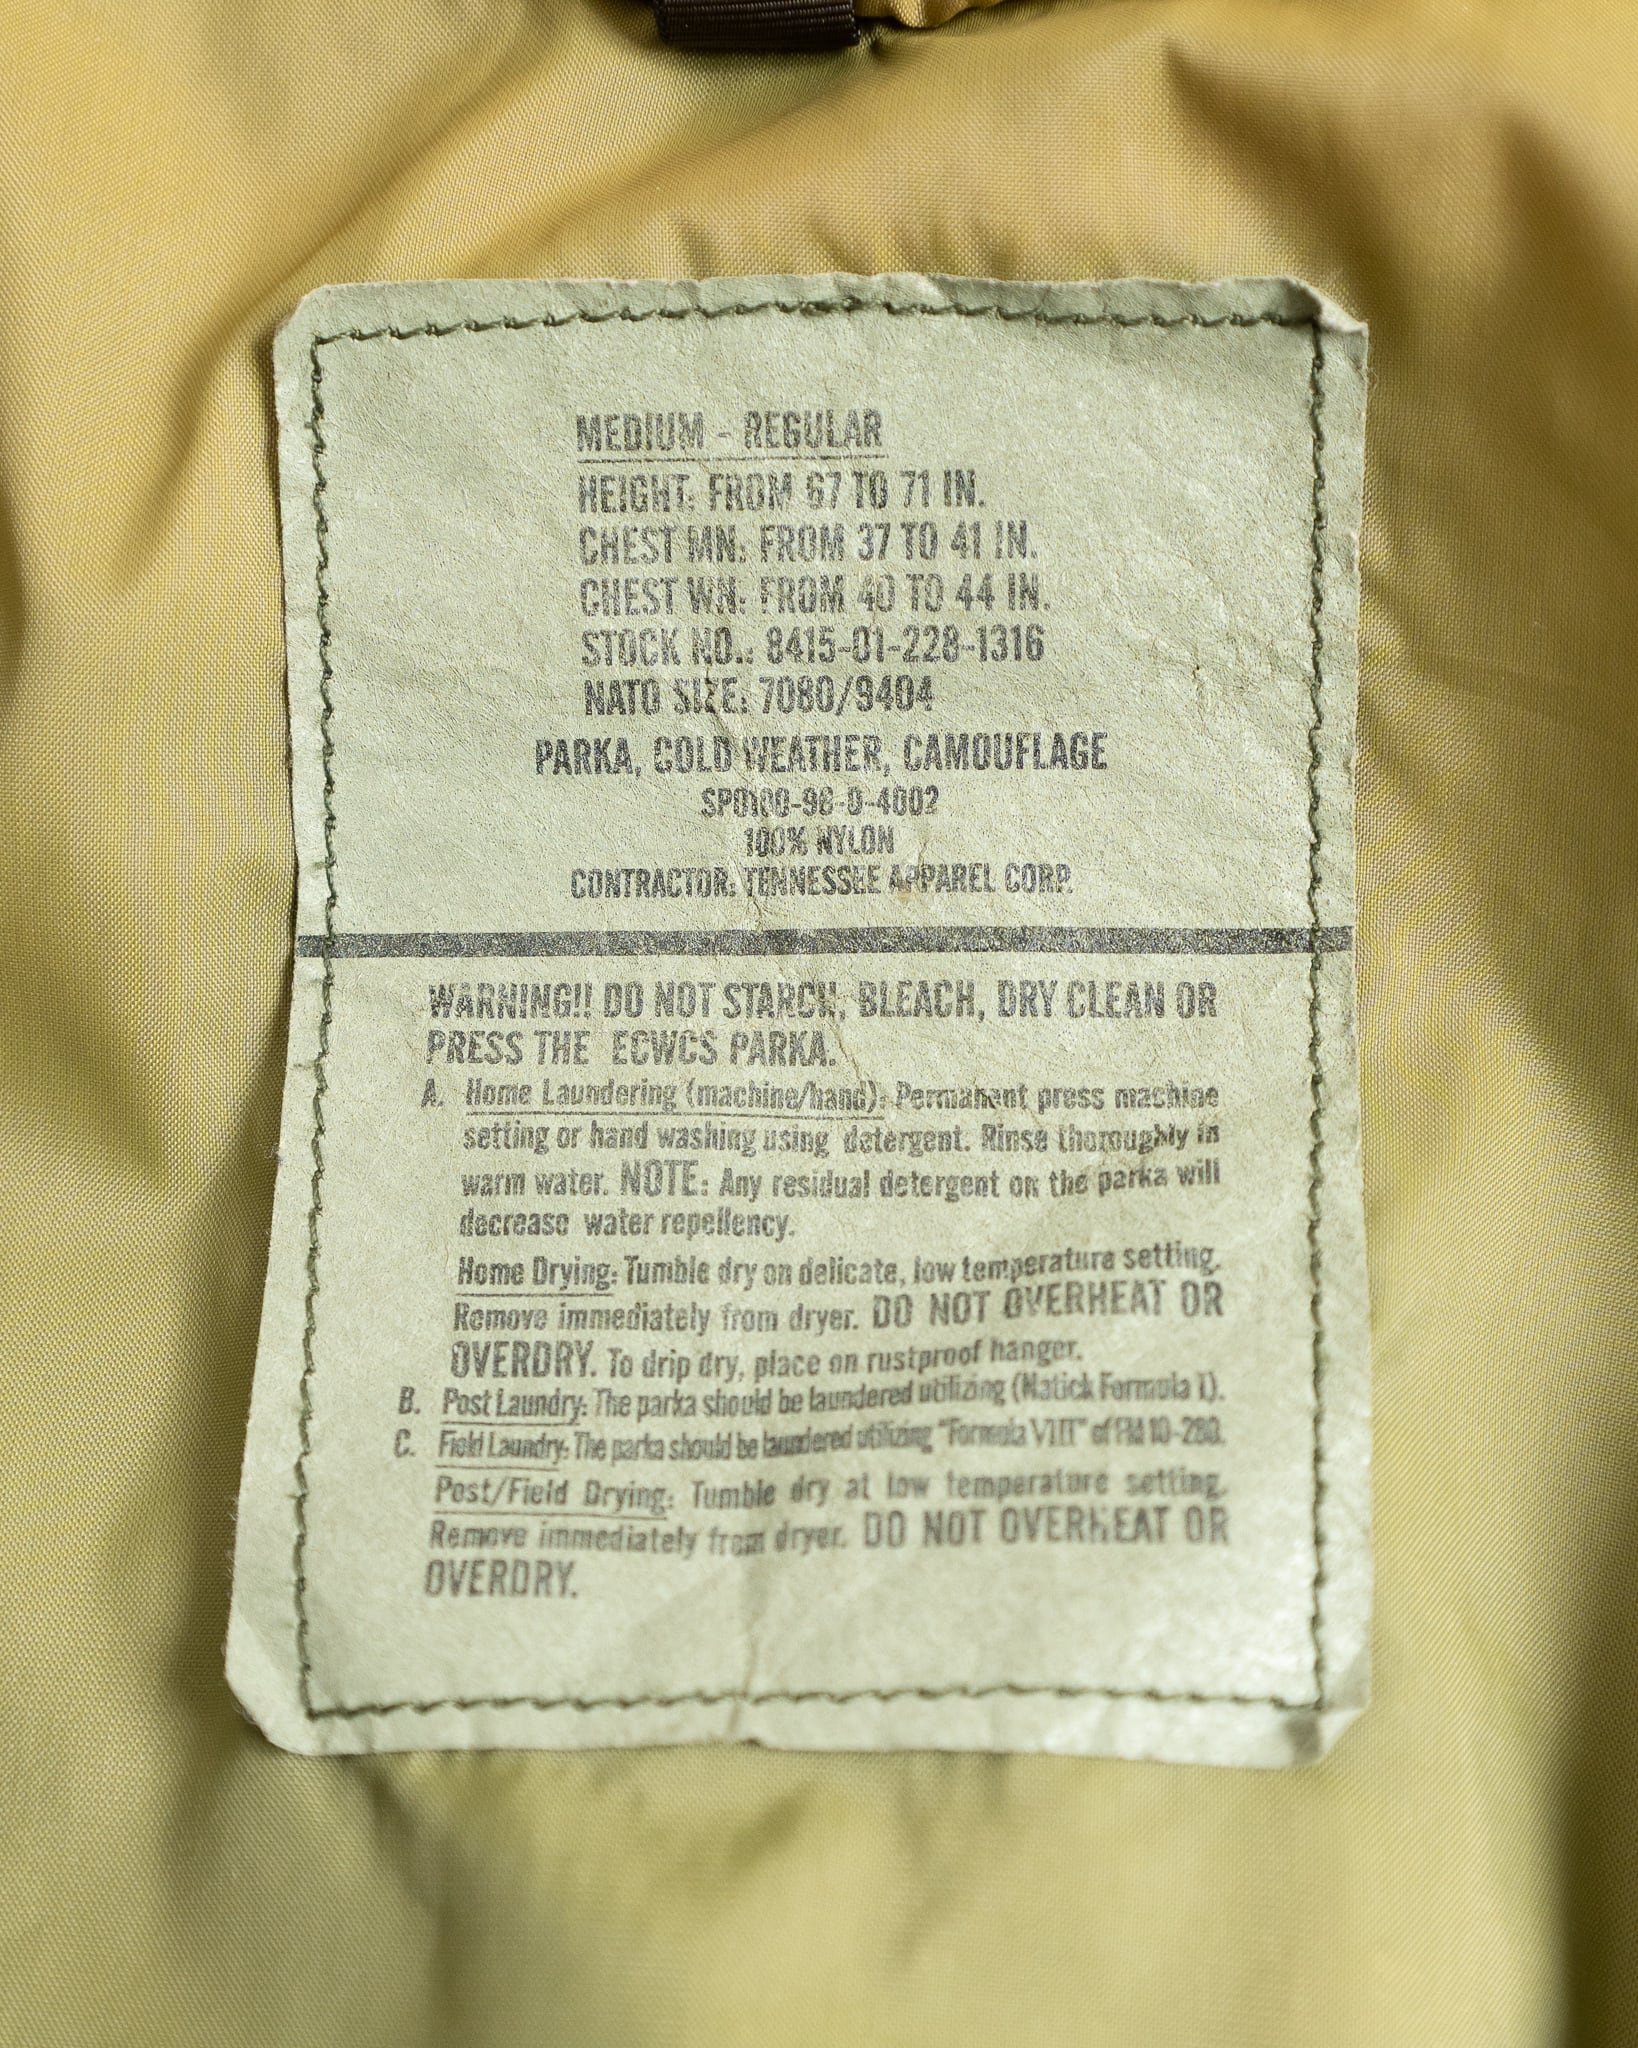 MEDIUM - REGULAR
HEIGHT: FROM 67 TO 71 IN.
CHEST MN: FROM 37 TO 41 IN.
CHEST WN: FROM 40 TO 44 IN.
STOCK NO.: 8415-01-228-1316
NATO SIZE: 7080/9404
PARKA, COLD WEATHER, CAMOUFLAGE
SP0100-96-D-4002
100% NYLON
CONTRACTOR: TENNESSEE APPAREL CORP.
WARNING!! DO NOT STARCH, BLEACH, DRY CLEAN OR
PRESS THE ECWCS PARKA.
A. Home Laundering (machine/hand): Permanent press machine
setting or hand washing using detergent. Rinse thoroughly in
warm water. NOTE: Any residual detergent on the parka will
decrease water repellency.
Home Drying: Tumble dry on delicate, low temperature setting.
Remove immediately from dryer. DO NOT OVERHEAT OR
OVERDRY. To drip dry, place on rustproof hanger.
B. Post Laundry: The parka should be laundered utilizing (Natick Formula I).
C. Field Laundry: The parka should be laundered utilizing "Formula VIII" of FM 10-280.
Post/Field Drying: Tumble dry at low temperature setting.
Remove immediately from dryer. DO NOT OVERHEAT OR
OVERDRY.